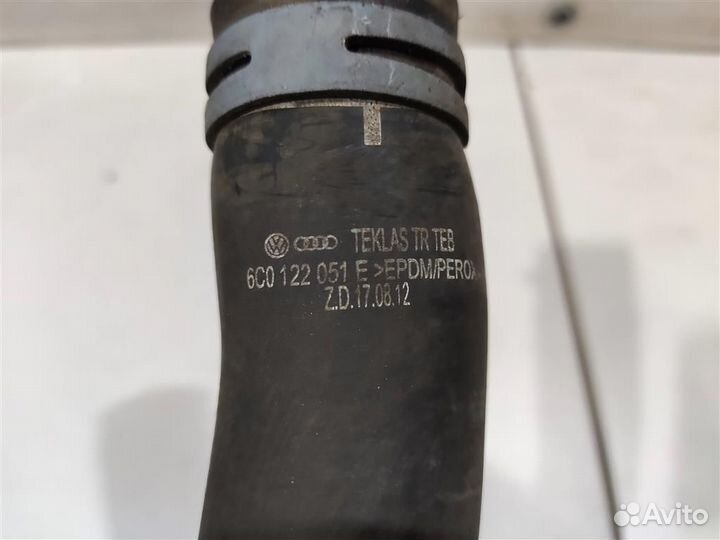 TEKLAS TR TEB
6C0 122 051 E >EPDM/PEROX
Z.D.17.08.12
Avito